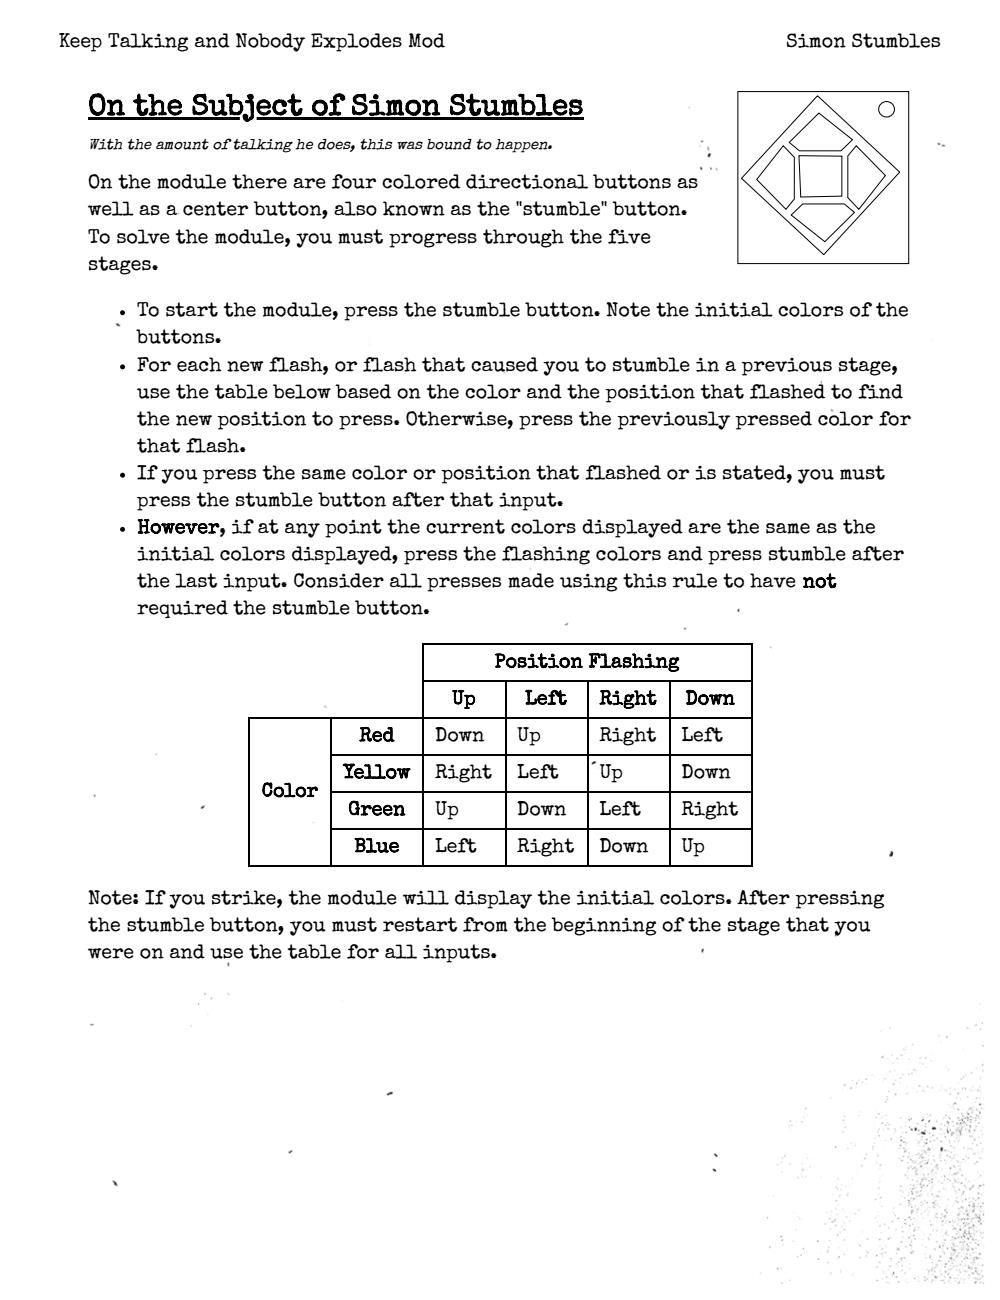 Keep Talking and Nobody Explodes Mod Simon Stumbles
On the Subject of Simon Stumbles
With the amount of talking he does, this was bound to happen.
On the module there are four colored directional buttons as
well as a center button, also known as the "stumble" button.
To solve the module, you must progress through the five
stages.
• To start the module, press the stumble button. Note the initial colors of the
buttons.
• For each new flash, or flash that caused you to stumble in a previous stage,
use the table below based on the color and the position that flashed to find
the new position to press. Otherwise, press the previously pressed color for
that flash.
• If you press the same color or position that flashed or is stated, you must
press the stumble button after that input.
• However, if at any point the current colors displayed are the same as the
initial colors displayed, press the flashing colors and press stumble after
the last input. Consider all presses made using this rule to have not
required the stumble button.
Position Flashing
Up Left Right Down
Color
Red Down Up Right Left
Yellow Right Left Up Down
Green Up Down Left Right
Blue Left Right Down Up
Note: If you strike, the module will display the initial colors. After pressing
the stumble button, you must restart from the beginning of the stage that you
were on and use the table for all inputs.